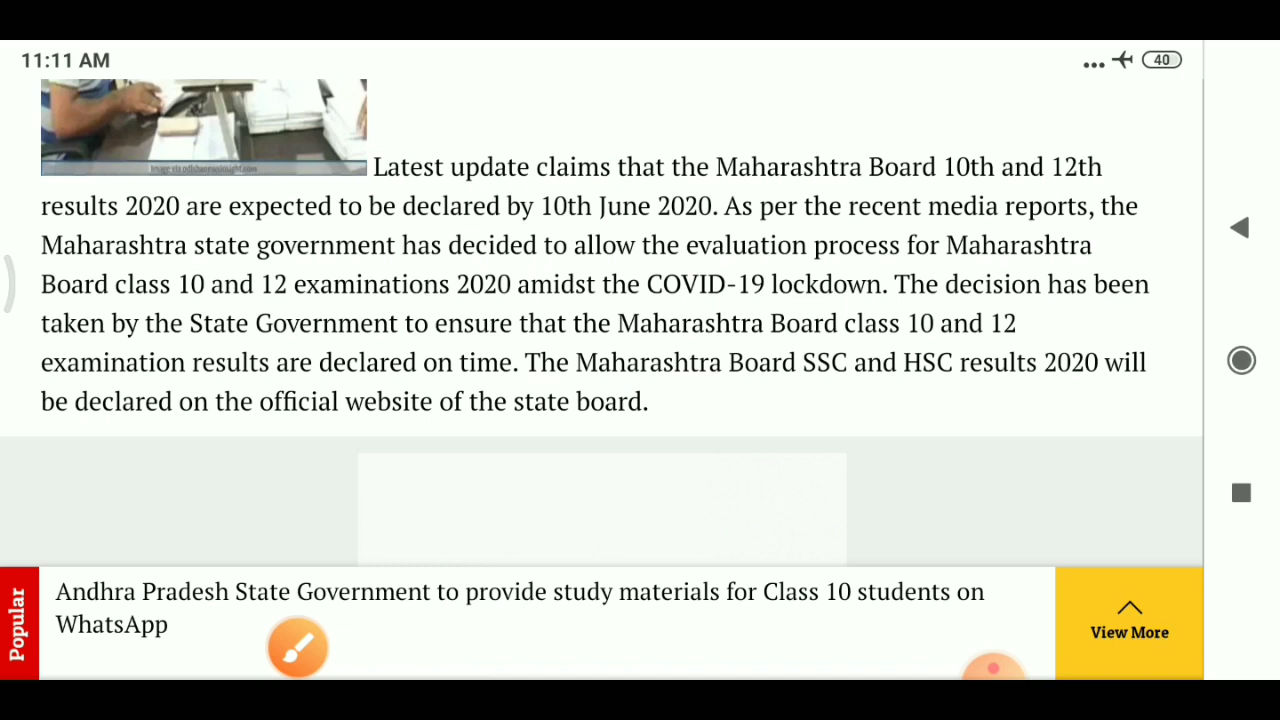 11:11 AM
40
Latest update claims that the Maharashtra Board 10th and 12th
results 2020 are expected to be declared by 10th June 2020. As per the recent media reports, the
Maharashtra state government has decided to allow the evaluation process for Maharashtra
Board class 10 and 12 examinations 2020 amidst the COVID-19 lockdown. The decision has been
taken by the State Government to ensure that the Maharashtra Board class 10 and 12
examination results are declared on time. The Maharashtra Board SSC and HSC results 2020 will
be declared on the official website of the state board.
Popular
Andhra Pradesh State Government to provide study materials for Class 10 students on
WhatsApp
View More